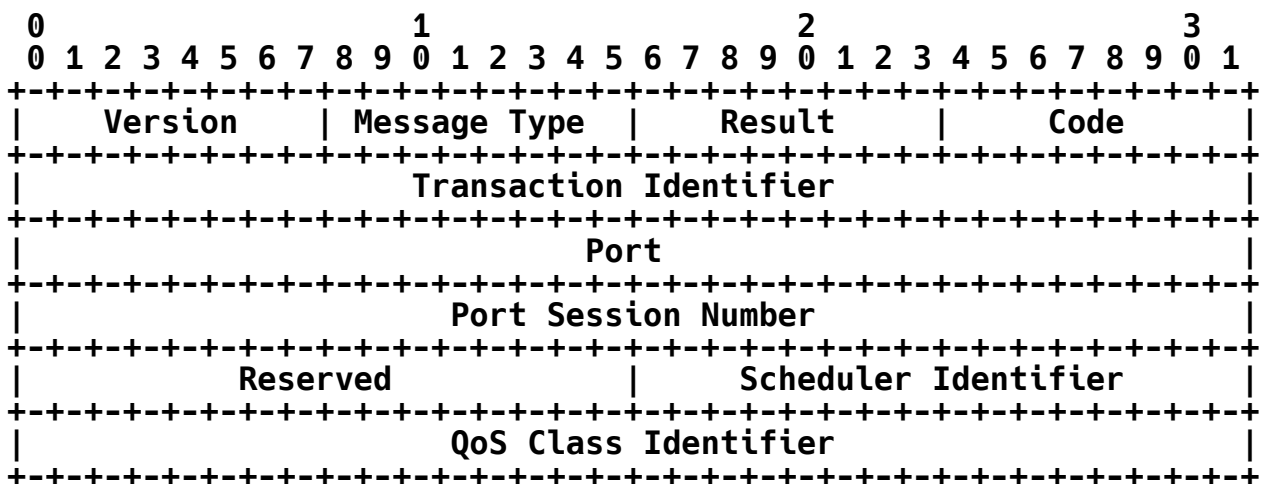 0                   1                   2                   3
 0 1 2 3 4 5 6 7 8 9 0 1 2 3 4 5 6 7 8 9 0 1 2 3 4 5 6 7 8 9 0 1
+-+-+-+-+-+-+-+-+-+-+-+-+-+-+-+-+-+-+-+-+-+-+-+-+-+-+-+-+-+-+-+-+
|    Version    | Message Type  |    Result     |     Code      |
+-+-+-+-+-+-+-+-+-+-+-+-+-+-+-+-+-+-+-+-+-+-+-+-+-+-+-+-+-+-+-+-+
|                    Transaction Identifier                     |
+-+-+-+-+-+-+-+-+-+-+-+-+-+-+-+-+-+-+-+-+-+-+-+-+-+-+-+-+-+-+-+-+
|                             Port                              |
+-+-+-+-+-+-+-+-+-+-+-+-+-+-+-+-+-+-+-+-+-+-+-+-+-+-+-+-+-+-+-+-+
|                      Port Session Number                      |
+-+-+-+-+-+-+-+-+-+-+-+-+-+-+-+-+-+-+-+-+-+-+-+-+-+-+-+-+-+-+-+-+
|           Reserved            |     Scheduler Identifier      |
+-+-+-+-+-+-+-+-+-+-+-+-+-+-+-+-+-+-+-+-+-+-+-+-+-+-+-+-+-+-+-+-+
|                      QoS Class Identifier                     |
+-+-+-+-+-+-+-+-+-+-+-+-+-+-+-+-+-+-+-+-+-+-+-+-+-+-+-+-+-+-+-+-+